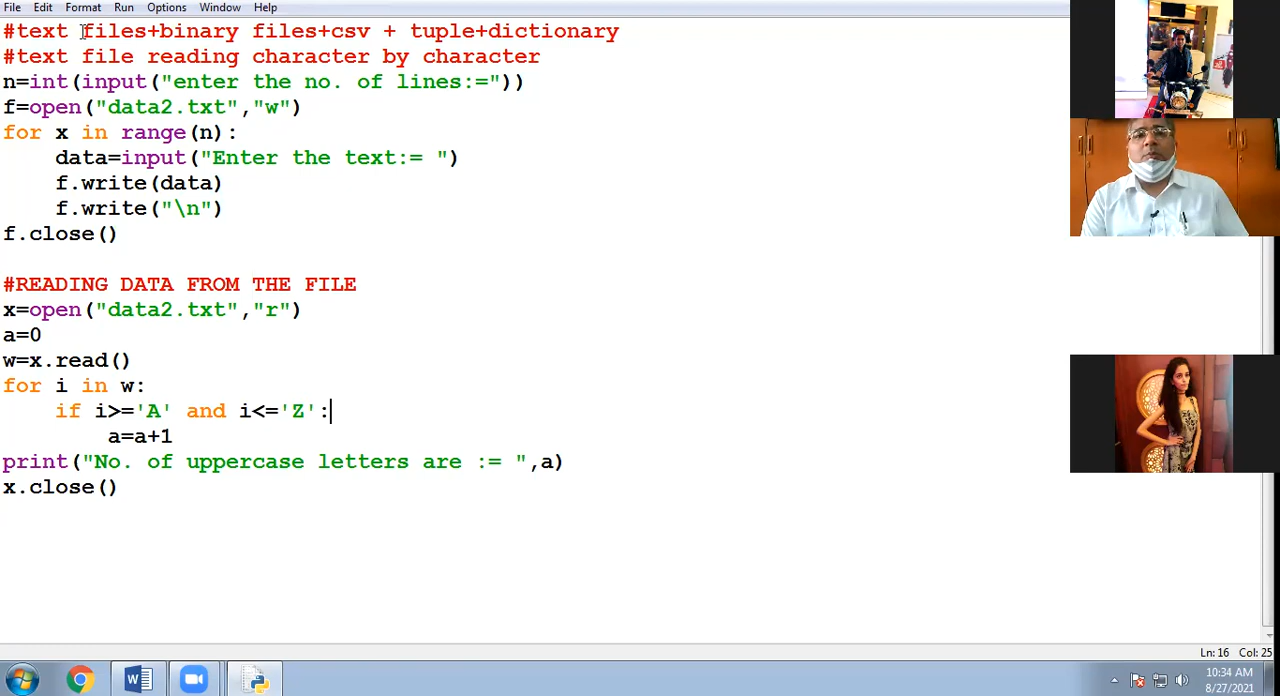 File Edit Format Run Options Window Help
#text files+binary files+csv + tuple+dictionary
#text file reading character by character
n=int(input("enter the no. of lines:="))
f=open("data2.txt","w")
for x in range(n):
    data=input("Enter the text:= ")
    f.write(data)
    f.write("\n")
f.close()
#READING DATA FROM THE FILE
x=open("data2.txt","r")
a=0
w=x.read()
for i in w:
    if i>='A' and i<='Z':
        a=a+1
print("No. of uppercase letters are := ",a)
x.close()
Ln: 16 Col: 25
10:34 AM
8/27/2021